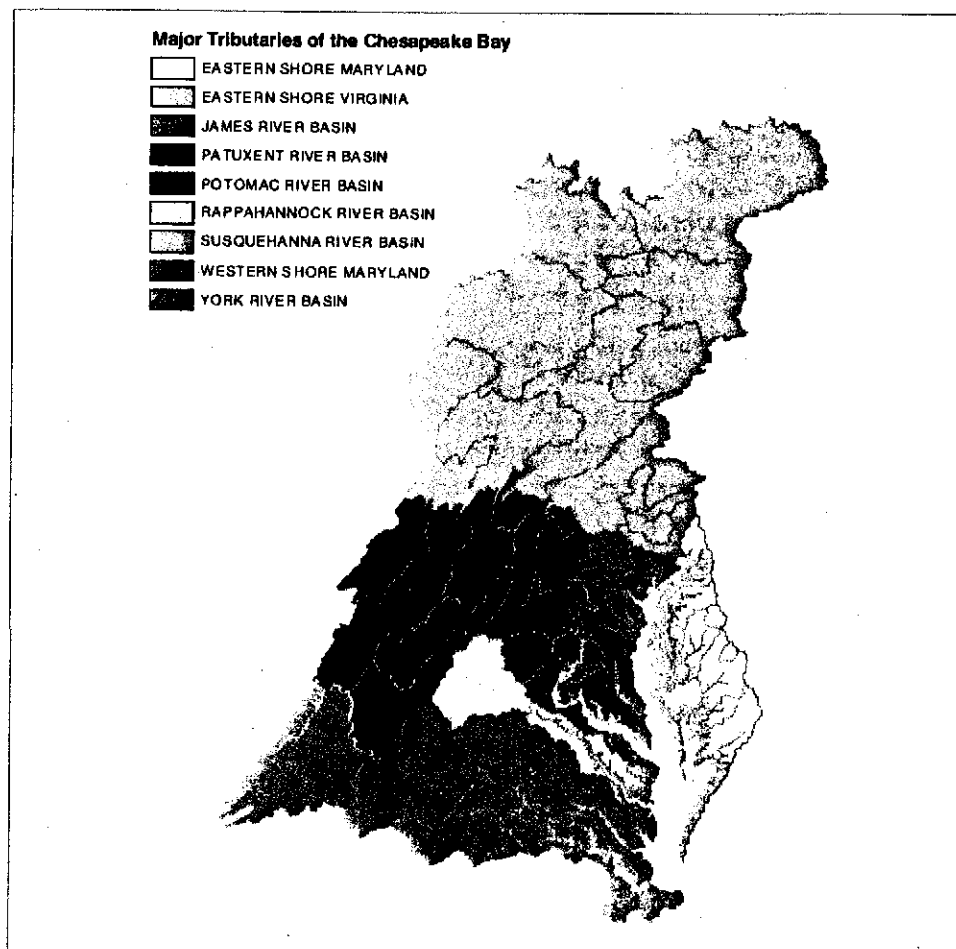 Major Tributaries of the Chesapeake Bay
EASTERN SHORE MARYLAND
EASTERN SHORE VIRGINIA
JAMES RIVER BASIN
PATUXENT RIVER BASIN
POTOMAC RIVER BASIN
RAPPAHANNOCK RIVER BASIN
SUSQUEHANNA RIVER BASIN
WESTERN SHORE MARYLAND
YORK RIVER BASIN